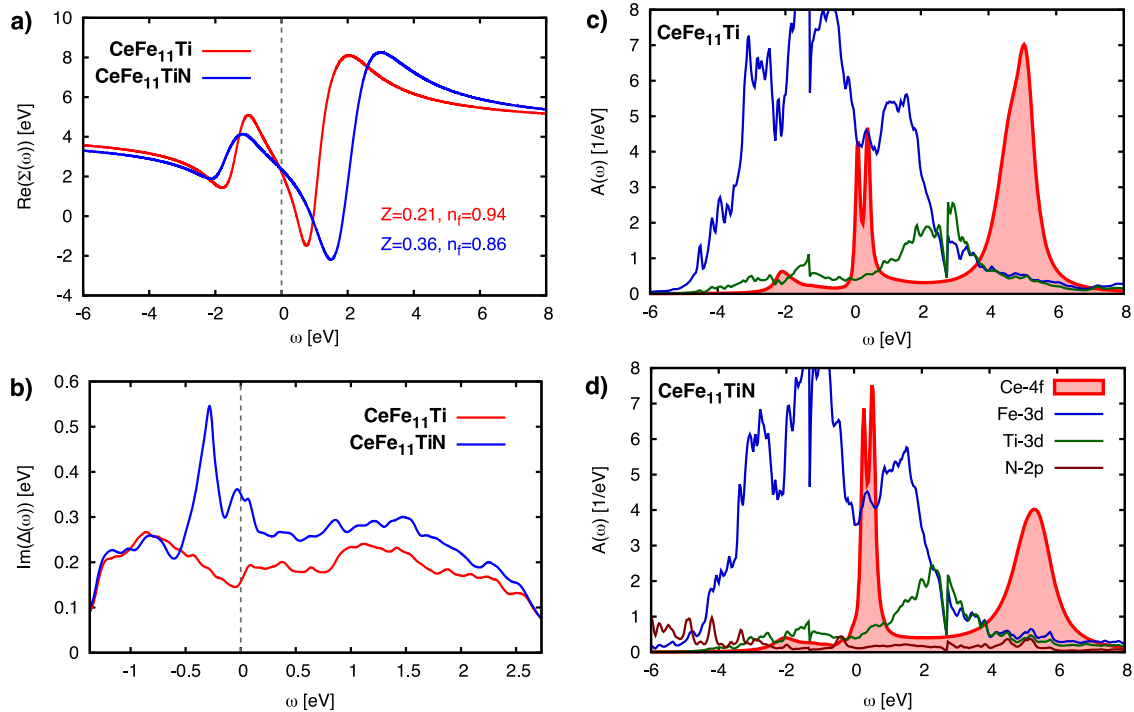 a)
CeFe11Ti
CeFe11TiN
Z=0.21, nf=0.94
Z=0.36, nf=0.86
Re(Σ(ω)) [eV]
10
8
6
4
2
0
-2
-4
-6 -4 -2 0 2 4 6 8
ω [eV]
b)
CeFe11Ti
CeFe11TiN
Im(Δ(ω)) [eV]
0.6
0.5
0.4
0.3
0.2
0.1
0
-1 -0.5 0 0.5 1 1.5 2 2.5
ω [eV]
c)
CeFe11Ti
A(ω) [1/eV]
8
7
6
5
4
3
2
1
0
-6 -4 -2 0 2 4 6 8
ω [eV]
d)
CeFe11TiN
Ce-4f
Fe-3d
Ti-3d
N-2p
A(ω) [1/eV]
8
7
6
5
4
3
2
1
0
-6 -4 -2 0 2 4 6 8
ω [eV]